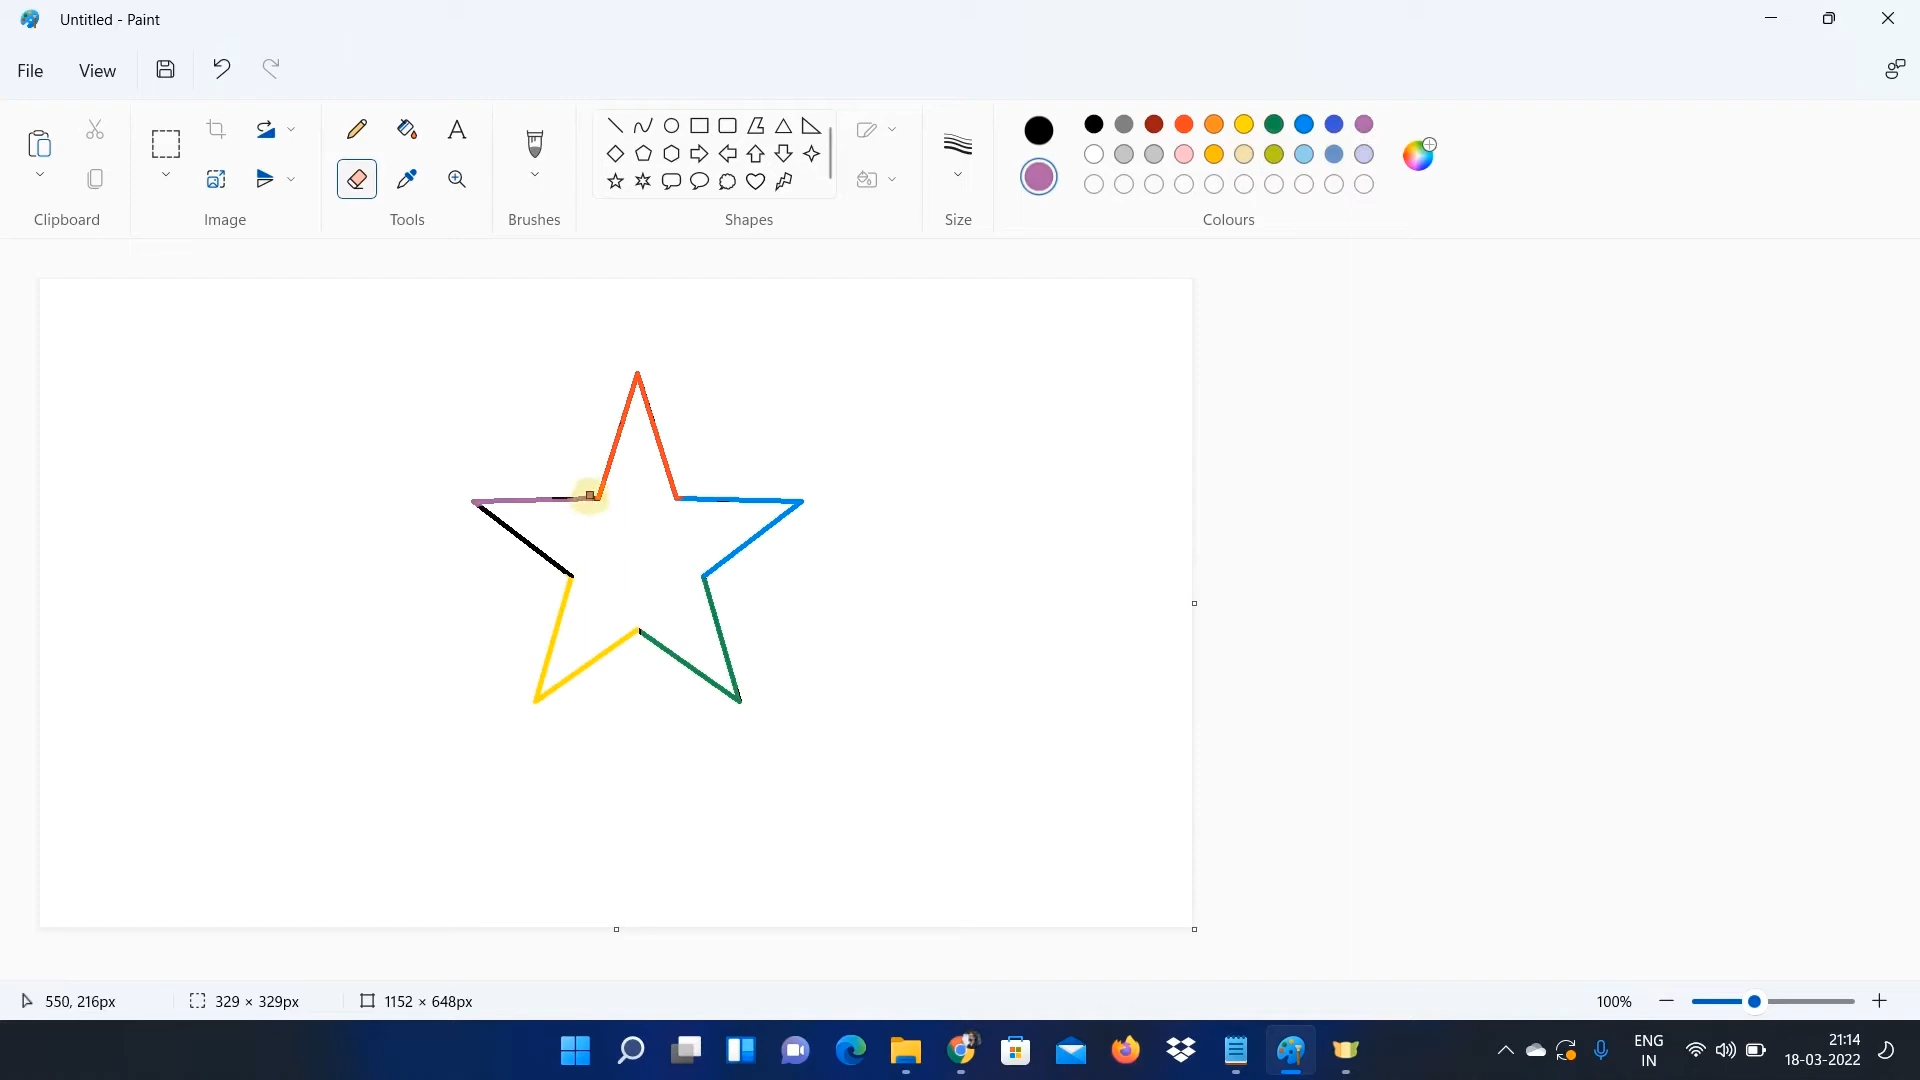 Untitled - Paint
File View
Clipboard Image Tools Brushes Shapes Size Colours
550, 216px 329 × 329px 1152 × 648px 100%
ENG
IN
21:14
18-03-2022